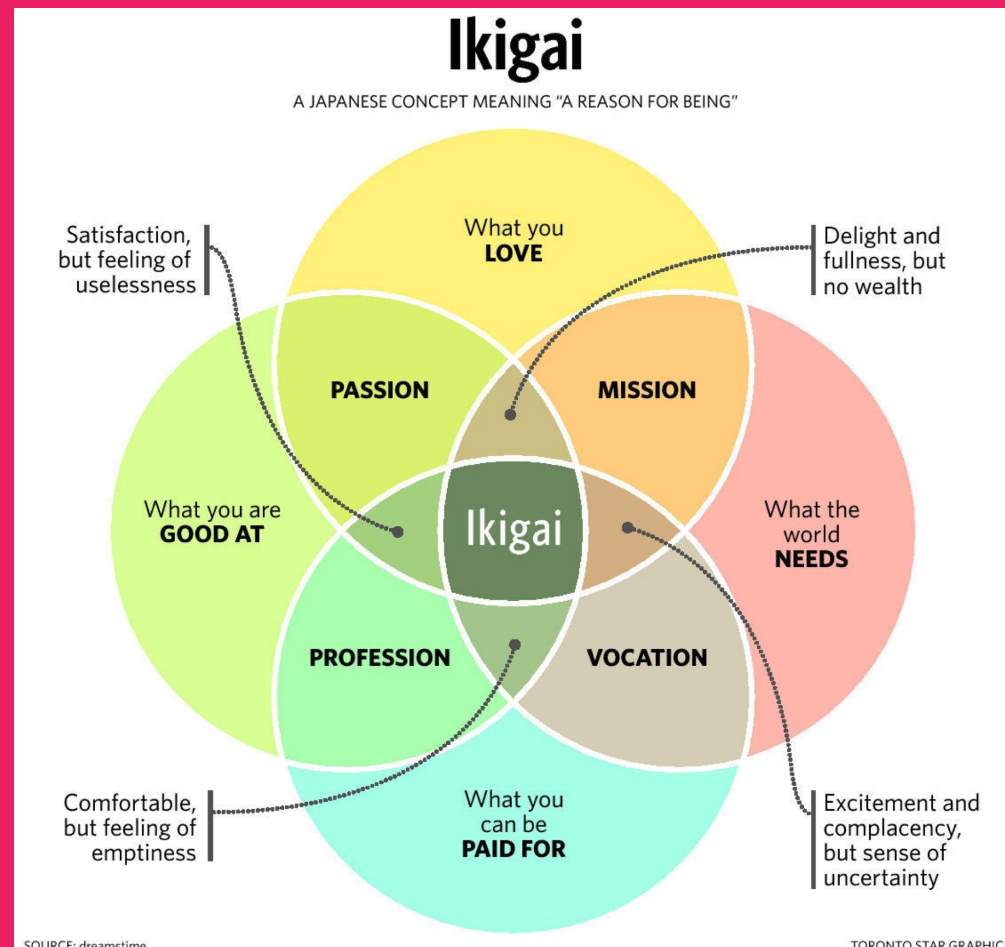 Ikigai
A JAPANESE CONCEPT MEANING “A REASON FOR BEING”
Satisfaction,
but feeling of
uselessness
What you
LOVE
Delight and
fullness, but
no wealth
PASSION
MISSION
What you are
GOOD AT
Ikigai
What the
world
NEEDS
PROFESSION
VOCATION
Comfortable,
but feeling of
emptiness
What you
can be
PAID FOR
Excitement and
complacency,
but sense of
uncertainty
SOURCE: dreamstime
TORONTO STAR GRAPHIC